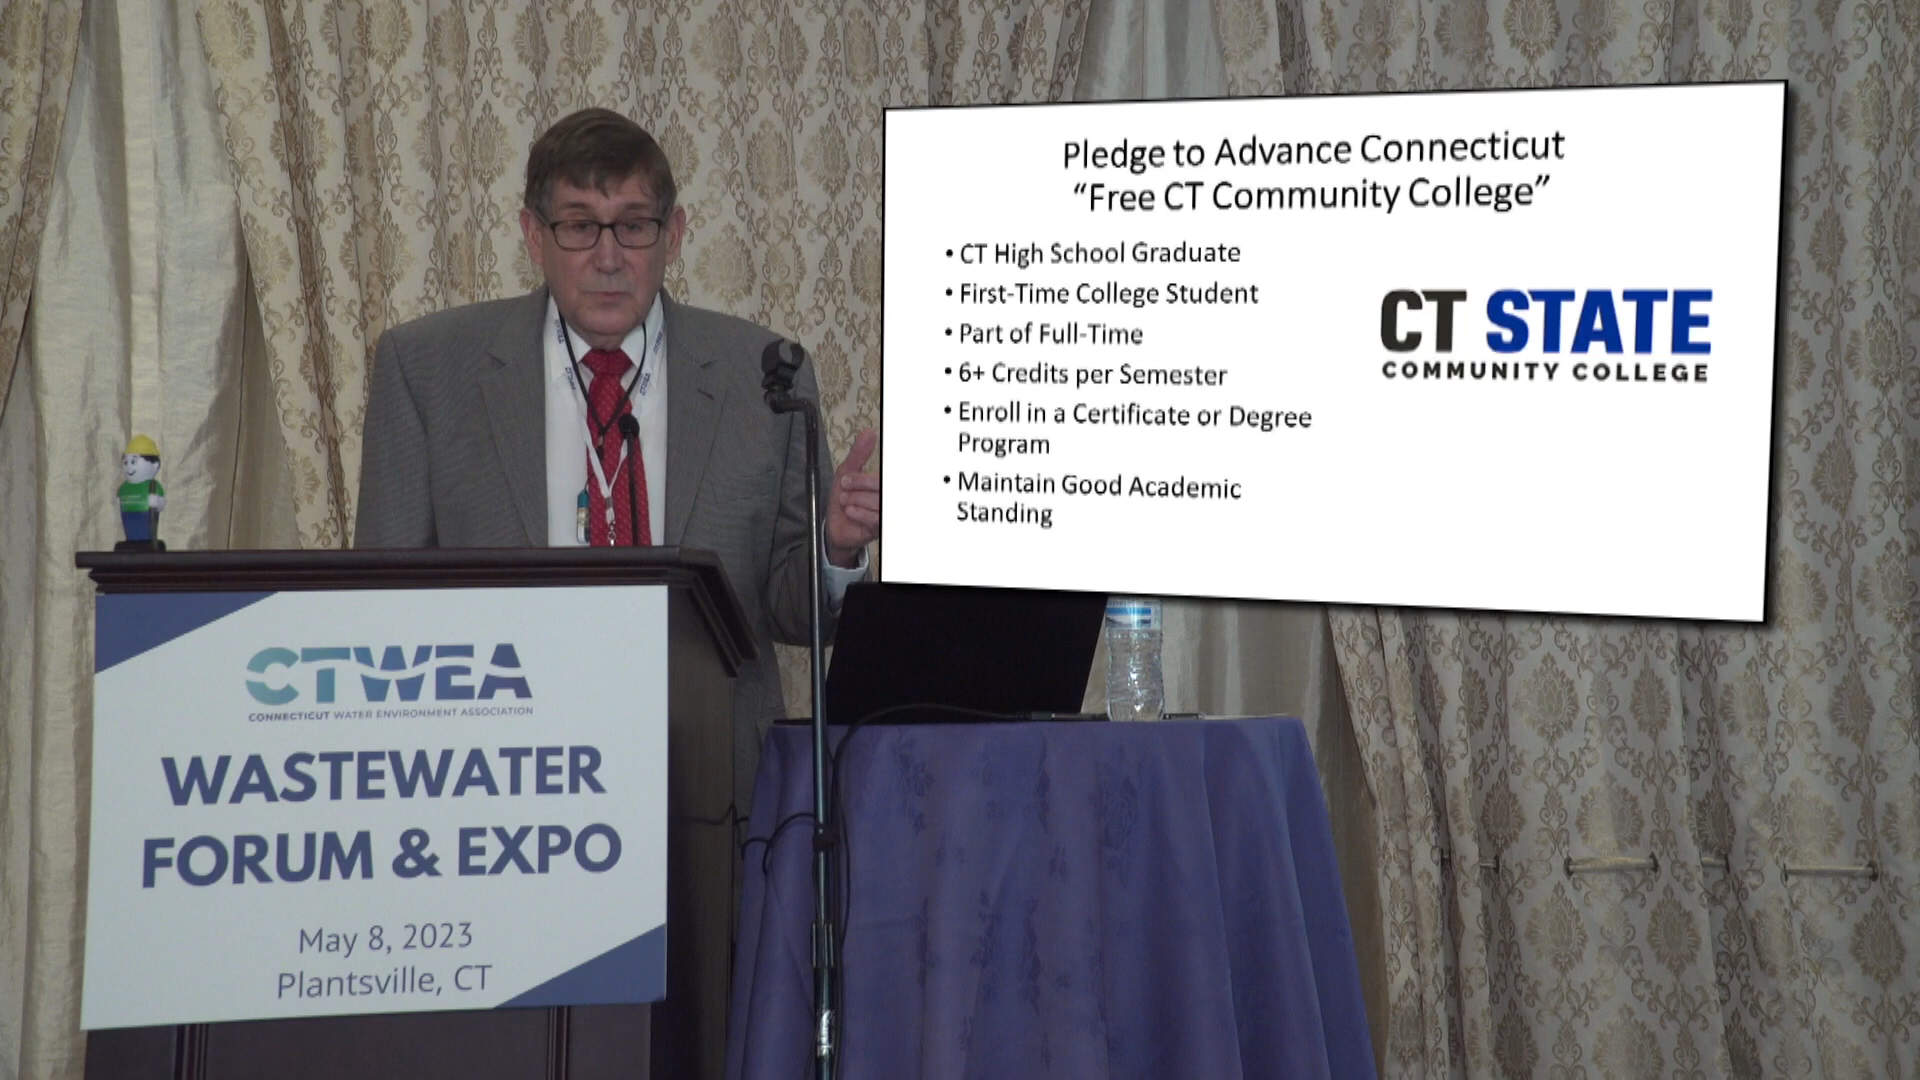 Pledge to Advance Connecticut
“Free CT Community College”
• CT High School Graduate
• First-Time College Student
• Part of Full-Time
• 6+ Credits per Semester
• Enroll in a Certificate or Degree
Program
• Maintain Good Academic
Standing
CT STATE
COMMUNITY COLLEGE
CTWEA
CONNECTICUT WATER ENVIRONMENT ASSOCIATION
WASTEWATER
FORUM & EXPO
May 8, 2023
Plantsville, CT